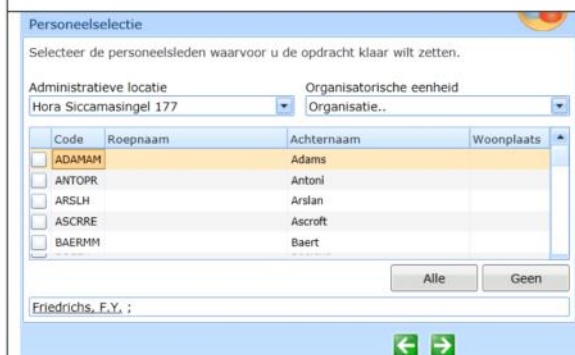 Personeelselectie
Selecteer de personeelsleden waarvoor u de opdracht klaar wilt zetten.
Administratieve locatie Organisatorische eenheid
Hora Siccamasingel 177 Organisatie..
Code Roepnaam Achternaam Woonplaats
ADAMAM Adams
ANTOPR Antoni
ARSLH Arslan
ASCRRE Ascroft
BAERMM Baert
Alle Geen
Friedrichs, F.Y. ;